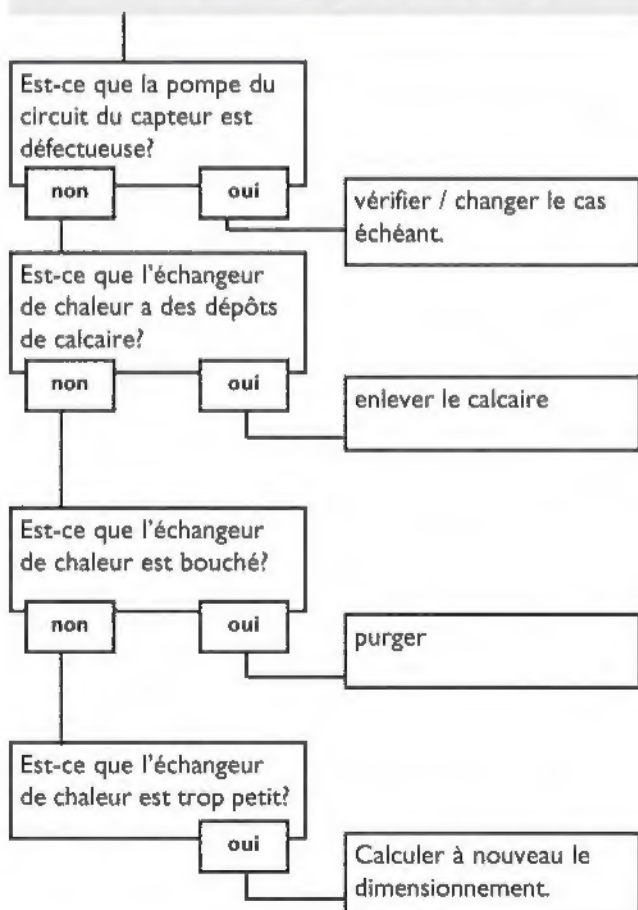 Est-ce que la pompe du
circuit du capteur est
défectueuse?
non
oui
vérifier / changer le cas
échéant.
Est-ce que l'échangeur
de chaleur a des dépôts
de calcaire?
non
oui
enlever le calcaire
Est-ce que l'échangeur
de chaleur est bouché?
non
oui
purger
Est-ce que l'échangeur
de chaleur est trop petit?
oui
Calculer à nouveau le
dimensionnement.